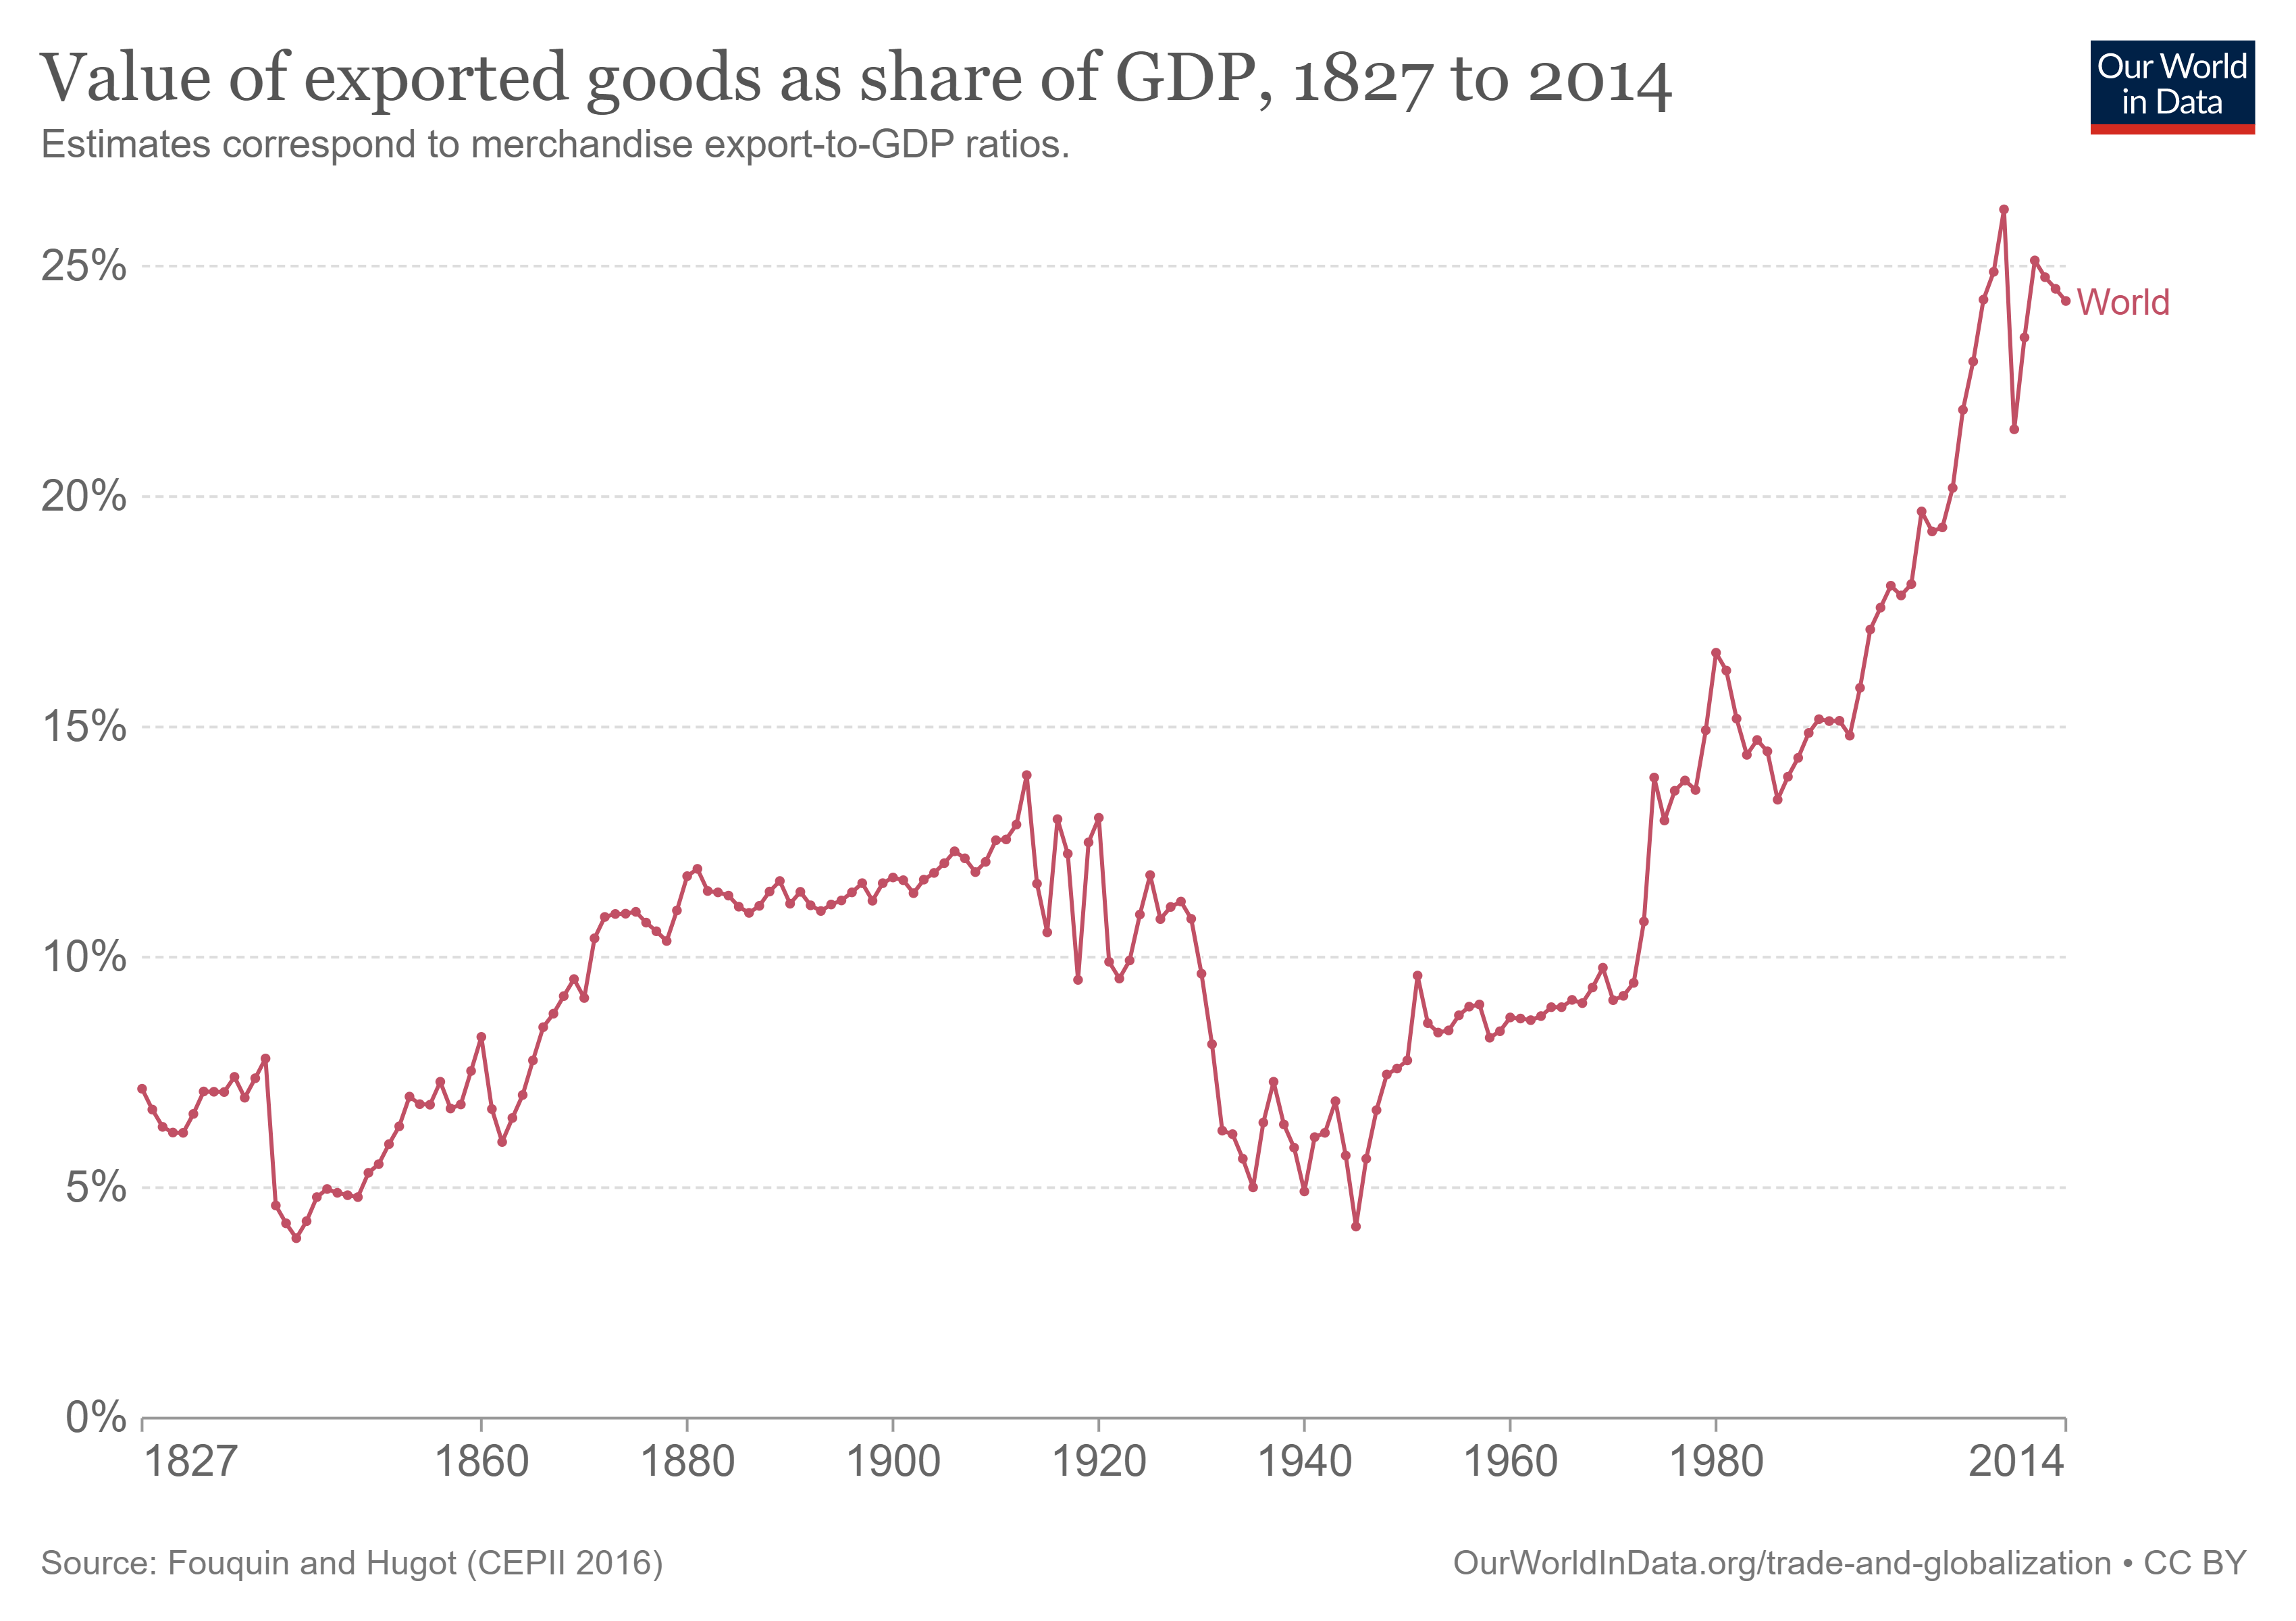 Value of exported goods as share of GDP, 1827 to 2014
Estimates correspond to merchandise export-to-GDP ratios.
Our World
in Data
25%
20%
15%
10%
5%
0%
World
1827 1860 1880 1900 1920 1940 1960 1980 2014
Source: Fouquin and Hugot (CEPII 2016)
OurWorldInData.org/trade-and-globalization • CC BY